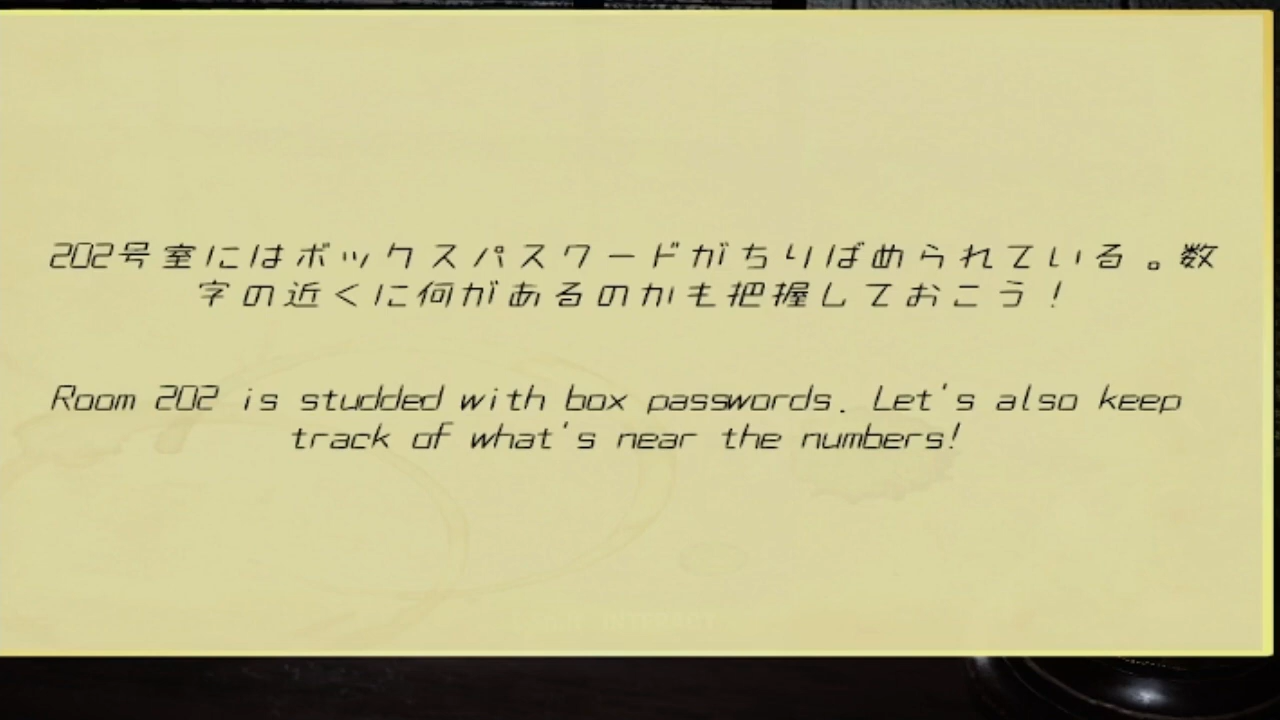 202号室にはボックスパスワードがちりばめられている。数
字の近くに何があるのかも把握しておこう！
Room 202 is studded with box passwords. Let's also keep
track of what's near the numbers!